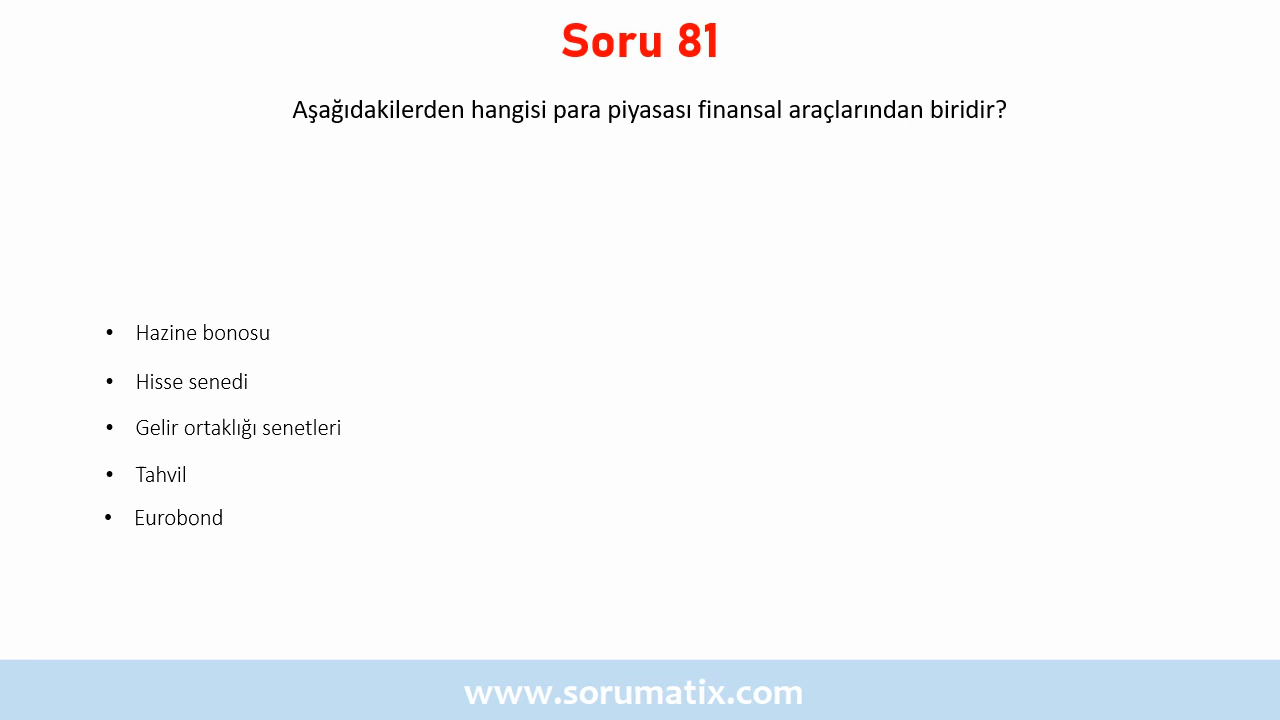 Soru 81
Aşağıdakilerden hangisi para piyasası finansal araçlarından biridir?
• Hazine bonosu
• Hisse senedi
• Gelir ortaklığı senetleri
• Tahvil
• Eurobond
www.sorumatix.com